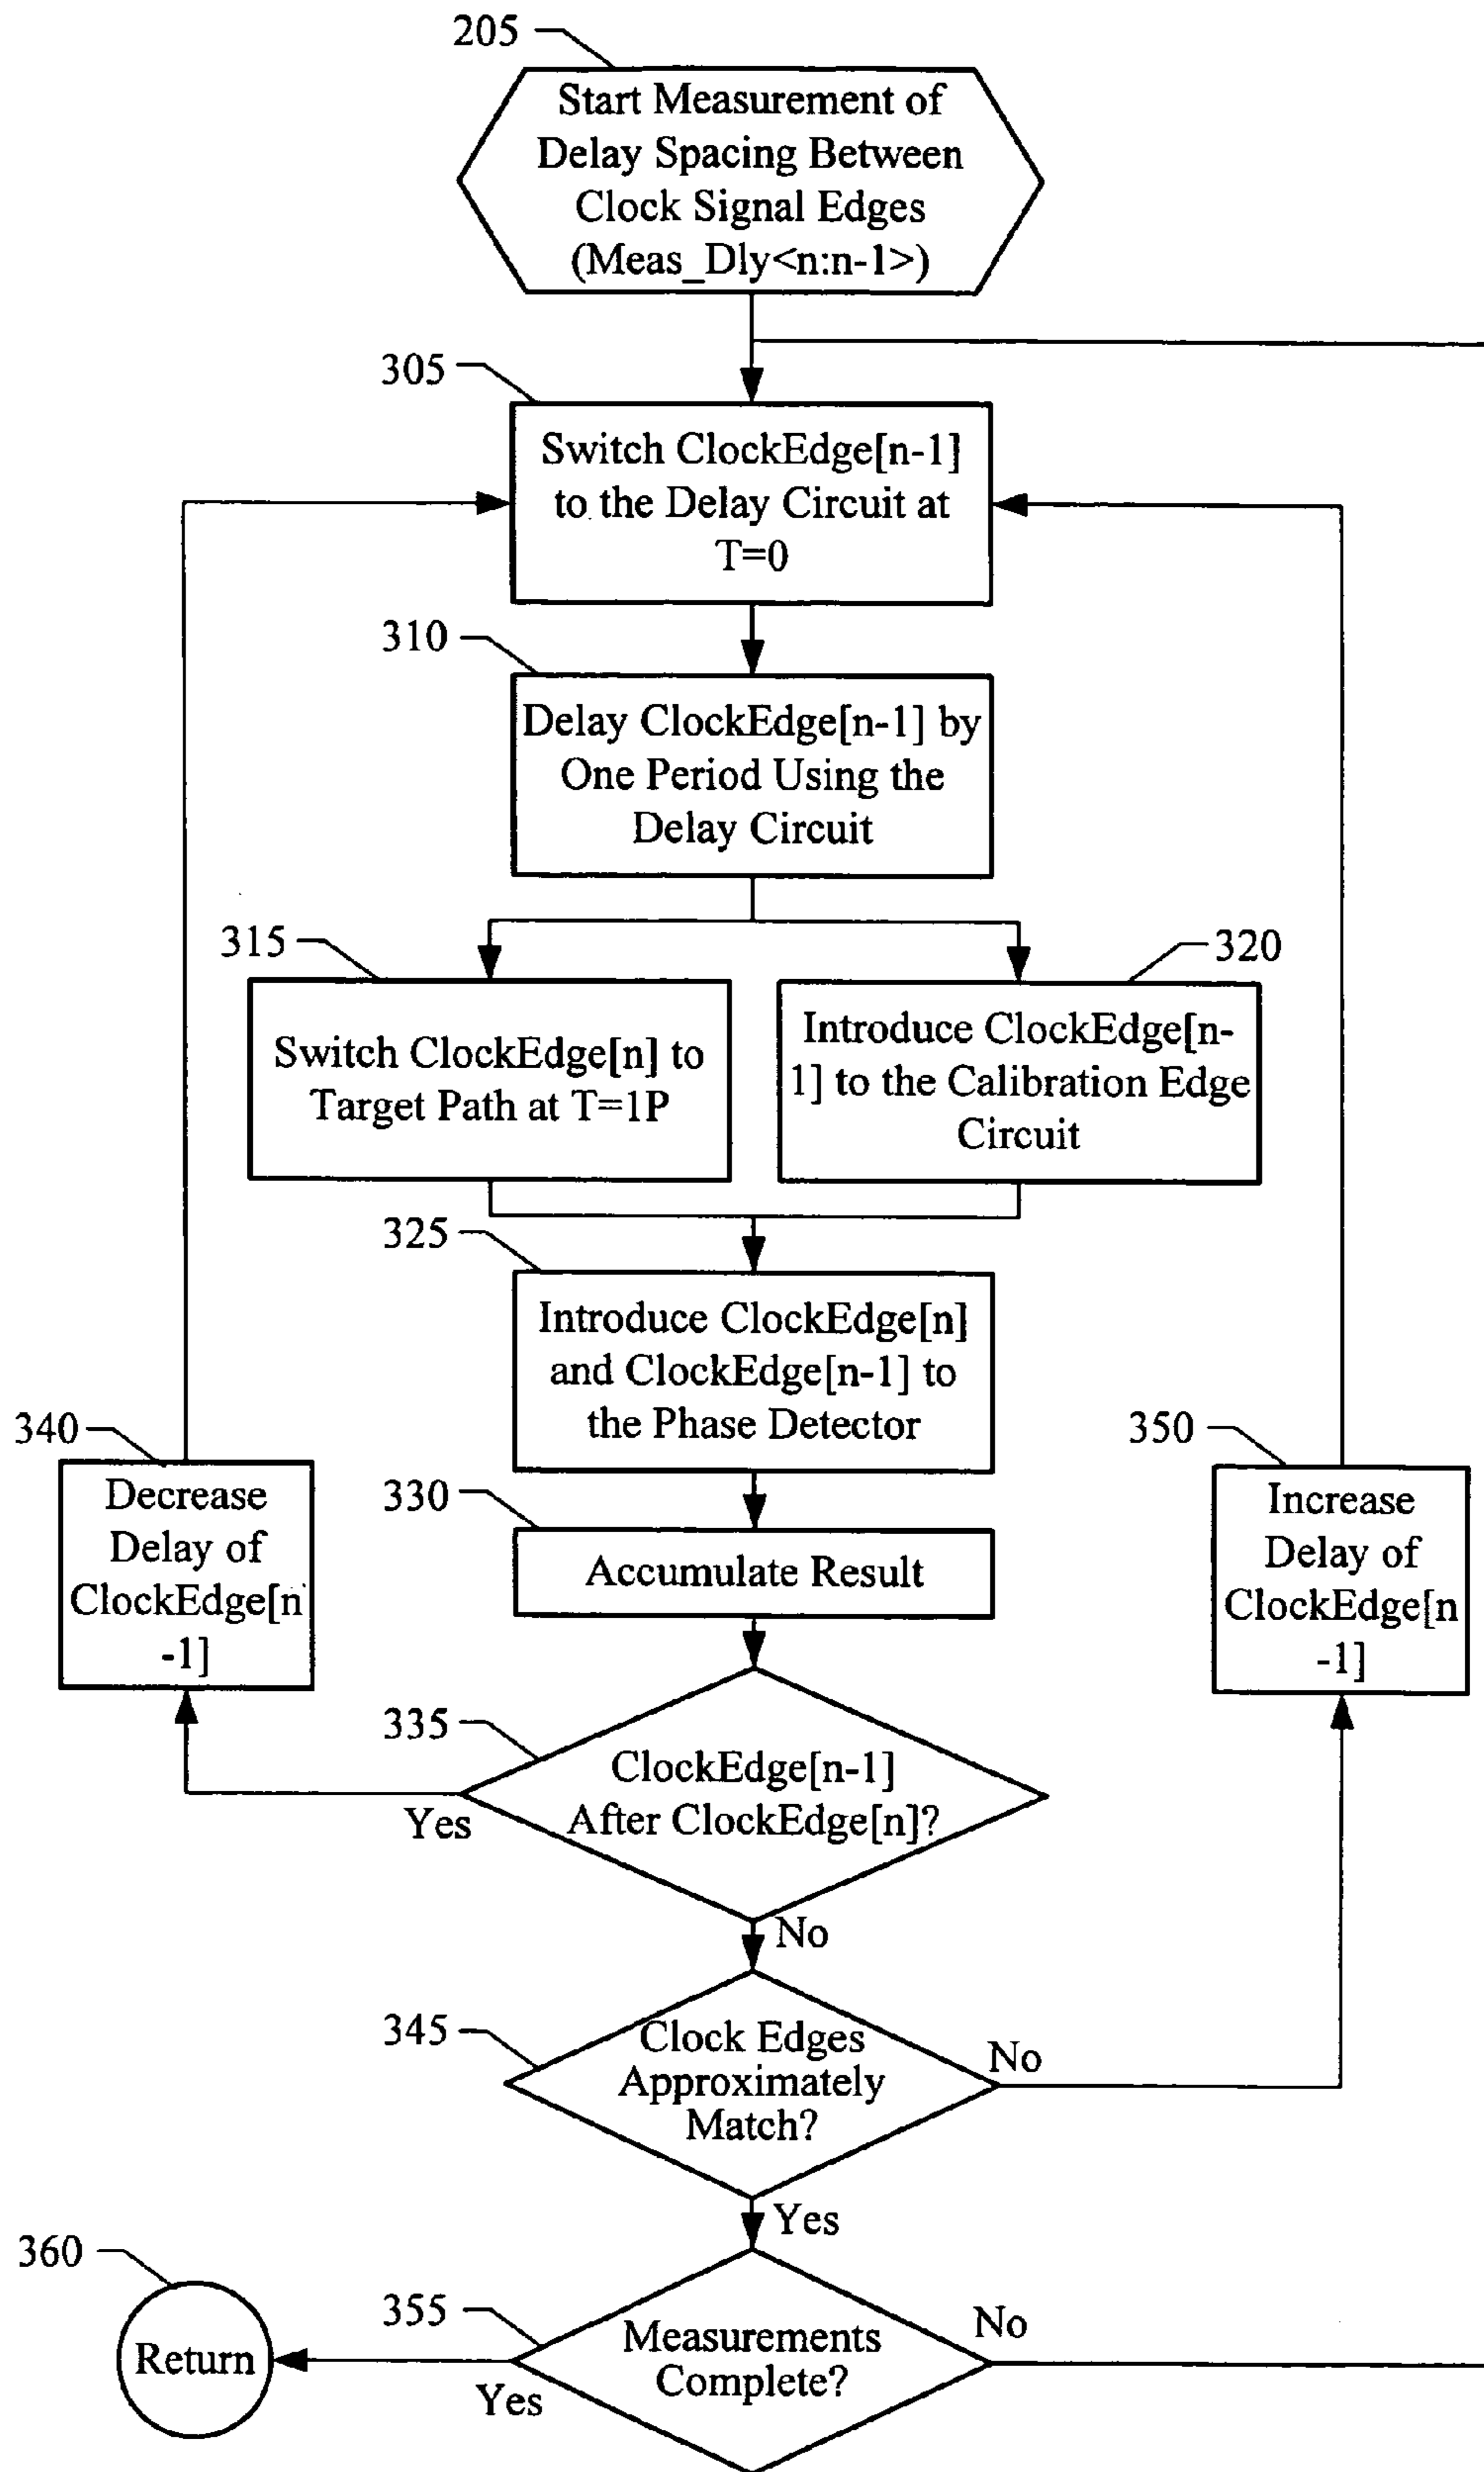 205
Start Measurement of
Delay Spacing Between
Clock Signal Edges
(Meas_Dly<n:n-1>)
305
Switch ClockEdge[n-1]
to the Delay Circuit at
T=0
310
Delay ClockEdge[n-1] by
One Period Using the
Delay Circuit
315
Switch ClockEdge[n] to
Target Path at T=1P
320
Introduce ClockEdge[n-
1] to the Calibration Edge
Circuit
325
Introduce ClockEdge[n]
and ClockEdge[n-1] to
the Phase Detector
340
Decrease
Delay of
ClockEdge[n
-1]
350
Increase
Delay of
ClockEdge[n
-1]
330
Accumulate Result
335
ClockEdge[n-1]
After ClockEdge[n]?
Yes
No
345
Clock Edges
Approximately
Match?
No
Yes
360
Return
355
Measurements
Complete?
No
Yes